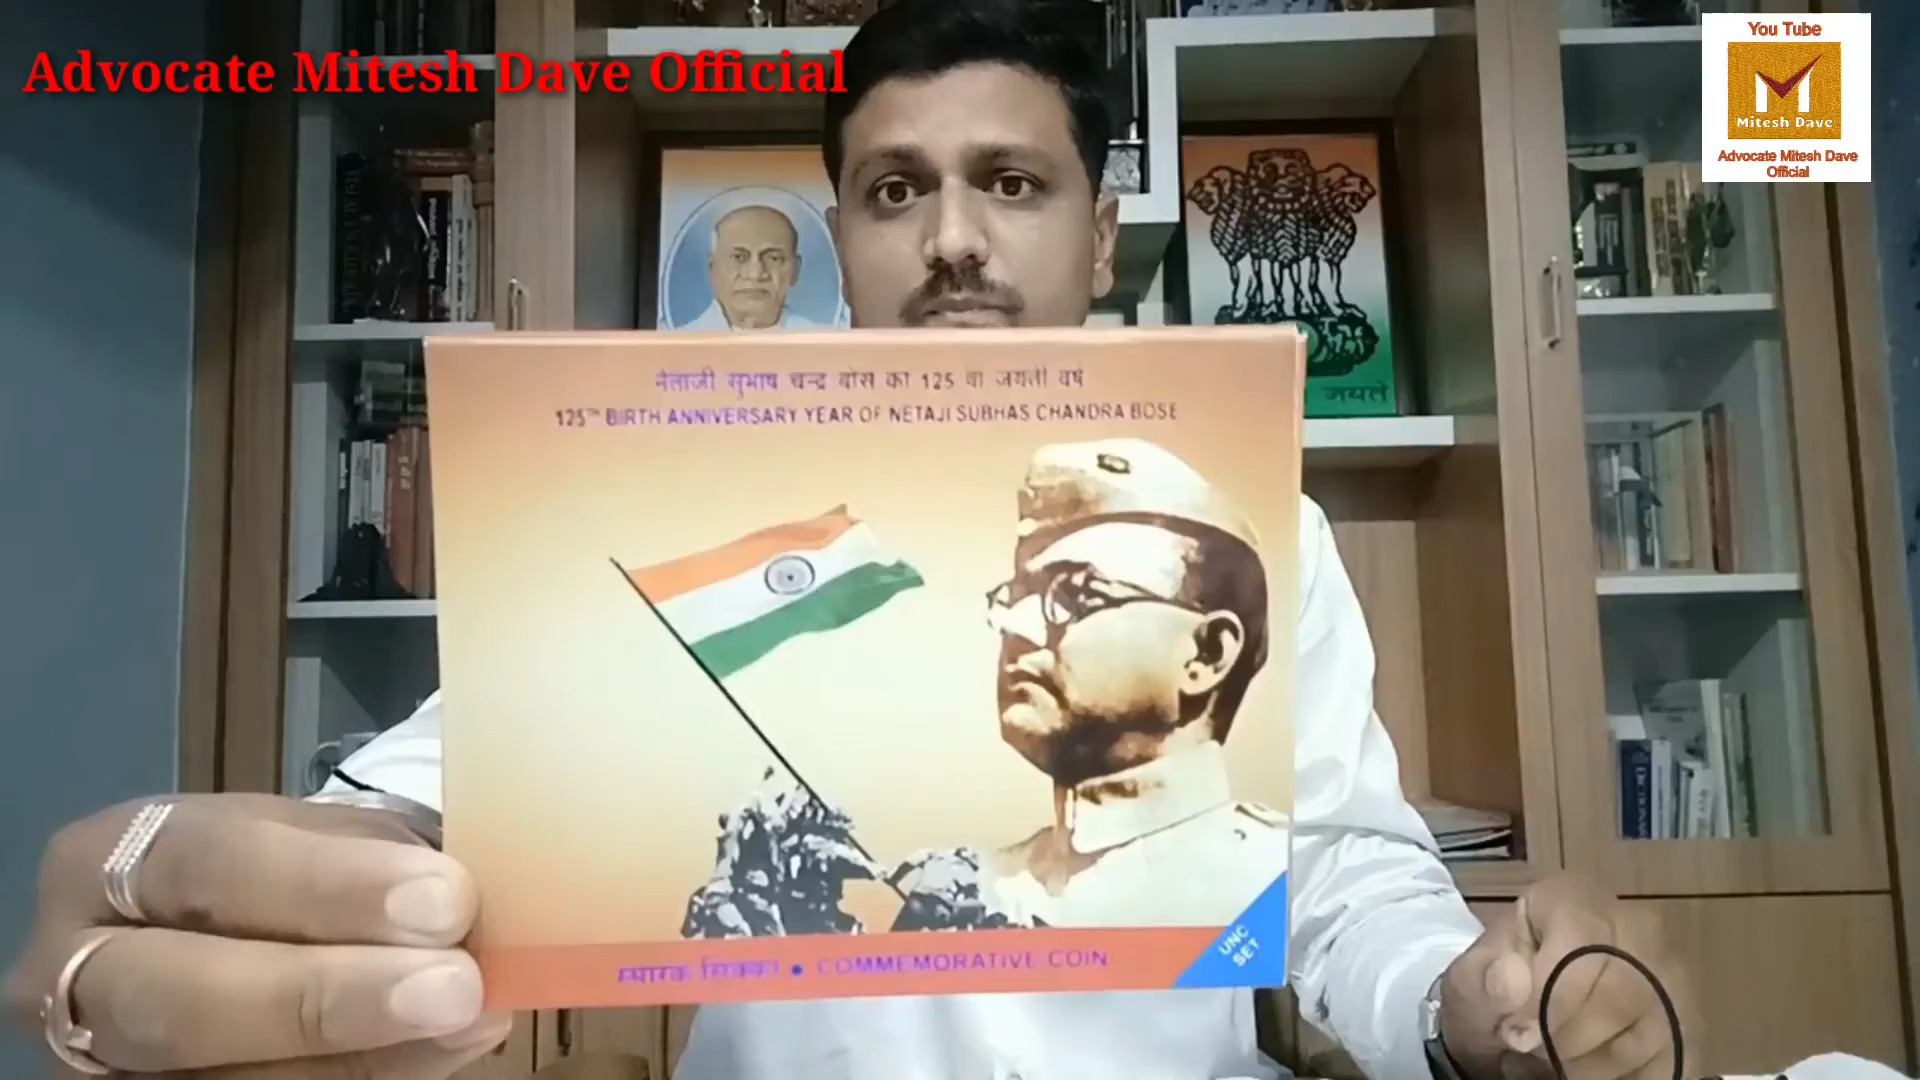 Advocate Mitesh Dave Official
You Tube
M
Mitesh Dave
Advocate Mitesh Dave
Official
जयते
नेताजी सुभाष चन्द्र बोस का 125 वां जयंती वर्ष
125TH BIRTH ANNIVERSARY YEAR OF NETAJI SUBHAS CHANDRA BOSE
UNC
SET
स्मारक सिक्का • COMMEMORATIVE COIN